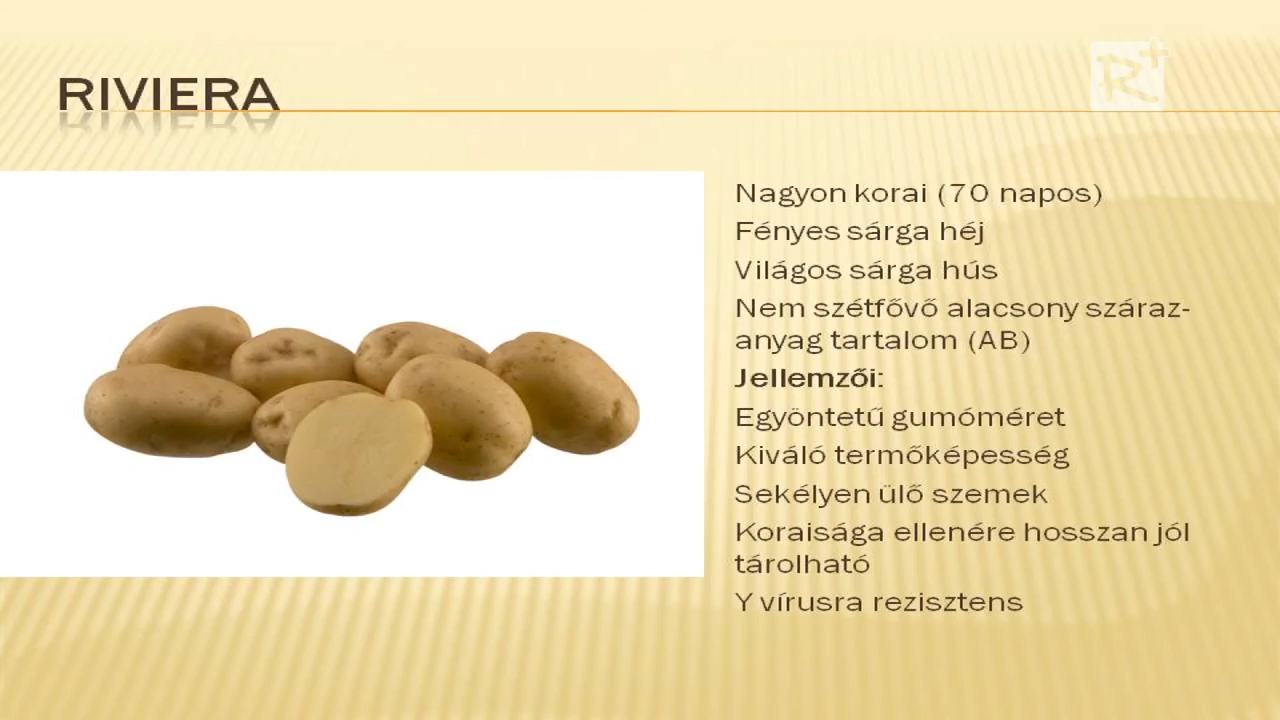 RIVIERA
R+
Nagyon korai (70 napos)
Fényes sárga héj
Világos sárga hús
Nem szétfővő alacsony száraz-
anyag tartalom (AB)
Jellemzői:
Egyöntetű gumóméret
Kiváló termőképesség
Sekélyen ülő szemek
Koraisága ellenére hosszan jól
tárolható
Y vírusra rezisztens